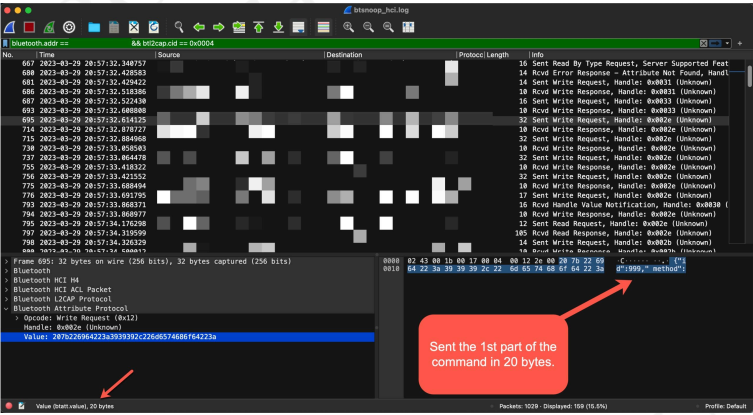 btsnoop_hci.log
bluetooth.addr == && btl2cap.cid == 0x0004
No. Time Source Destination Protocc Length Info
667 2023-03-29 20:57:32.340757 16 Sent Read By Type Request, Server Supported Feat
680 2023-03-29 20:57:32.428583 14 Rcvd Error Response - Attribute Not Found, Handl
681 2023-03-29 20:57:32.429422 14 Sent Write Request, Handle: 0x0031 (Unknown)
686 2023-03-29 20:57:32.518386 10 Rcvd Write Response, Handle: 0x0031 (Unknown)
687 2023-03-29 20:57:32.522430 16 Sent Write Request, Handle: 0x0033 (Unknown)
693 2023-03-29 20:57:32.608808 10 Rcvd Write Response, Handle: 0x0033 (Unknown)
695 2023-03-29 20:57:32.614125 32 Sent Write Request, Handle: 0x002e (Unknown)
714 2023-03-29 20:57:32.878727 10 Rcvd Write Response, Handle: 0x002e (Unknown)
715 2023-03-29 20:57:32.884968 32 Sent Write Request, Handle: 0x002e (Unknown)
730 2023-03-29 20:57:33.058503 10 Rcvd Write Response, Handle: 0x002e (Unknown)
732 2023-03-29 20:57:33.064478 32 Sent Write Request, Handle: 0x002e (Unknown)
755 2023-03-29 20:57:33.418322 10 Rcvd Write Response, Handle: 0x002e (Unknown)
756 2023-03-29 20:57:33.421552 32 Sent Write Request, Handle: 0x002e (Unknown)
775 2023-03-29 20:57:33.688494 10 Rcvd Write Response, Handle: 0x002e (Unknown)
776 2023-03-29 20:57:33.691795 17 Sent Write Request, Handle: 0x002e (Unknown)
793 2023-03-29 20:57:33.868371 16 Rcvd Handle Value Notification, Handle: 0x0030 (
794 2023-03-29 20:57:33.868977 10 Rcvd Write Response, Handle: 0x002e (Unknown)
795 2023-03-29 20:57:34.176298 12 Sent Read Request, Handle: 0x002b (Unknown)
798 2023-03-29 20:57:34.319599 105 Rcvd Read Response, Handle: 0x002b (Unknown)
799 2023-03-29 20:57:34.326329 14 Sent Write Request, Handle: 0x002b (Unknown)
Frame 695: 32 bytes on wire (256 bits), 32 bytes captured (256 bits)
Bluetooth
Bluetooth HCI H4
Bluetooth HCI ACL Packet
Bluetooth L2CAP Protocol
Bluetooth Attribute Protocol
Opcode: Write Request (0x12)
Handle: 0x002e (Unknown)
Value: 207b226964223a3939392c226d6574686f64223a
0000 02 43 00 1b 00 17 00 04 00 12 2e 00 20 7b 22 69 ·C······ ··.· {"i
0010 64 22 3a 39 39 39 2c 22 6d 65 74 68 6f 64 22 3a d":999," method":
Sent the 1st part of the
command in 20 bytes.
Value (btatt.value), 20 bytes
Packets: 1029 · Displayed: 159 (15.5%)
Profile: Default